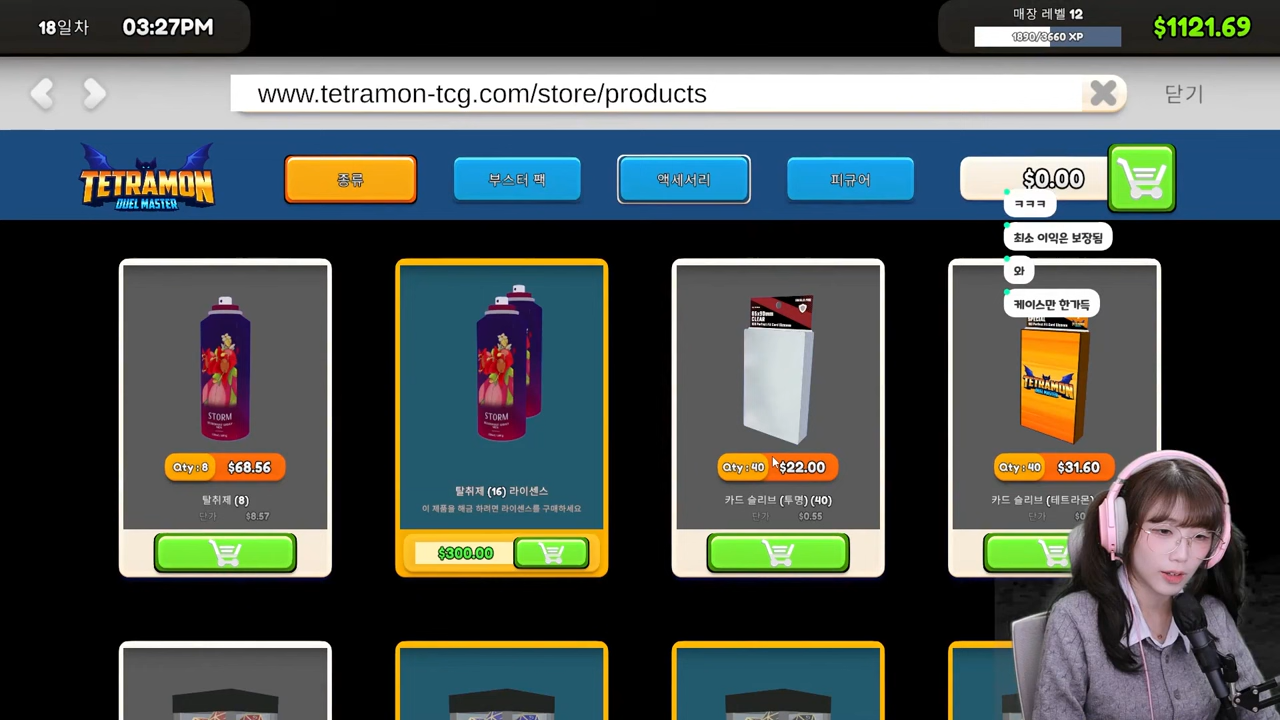 18일차 03:27PM
매장 레벨 12
1890/3660 XP
$1121.69
www.tetramon-tcg.com/store/products
닫기
TETRAMON
DUEL MASTER
종류
부스터 팩
액세서리
피규어
$0.00
ㅋㅋㅋ
최소 이익은 보장됨
와
케이스만 한가득
STORM
Qty : 8 $68.56
탈취제 (8)
단가 $8.57
STORM
탈취제 (16) 라이센스
이 제품을 해금 하려면 라이센스를 구매하세요
$300.00
CLEAR
Qty : 40 $22.00
카드 슬리브 (투명) (40)
단가 $0.55
TETRAMON
Qty : 40 $31.60
카드 슬리브 (테트라몬)
단가